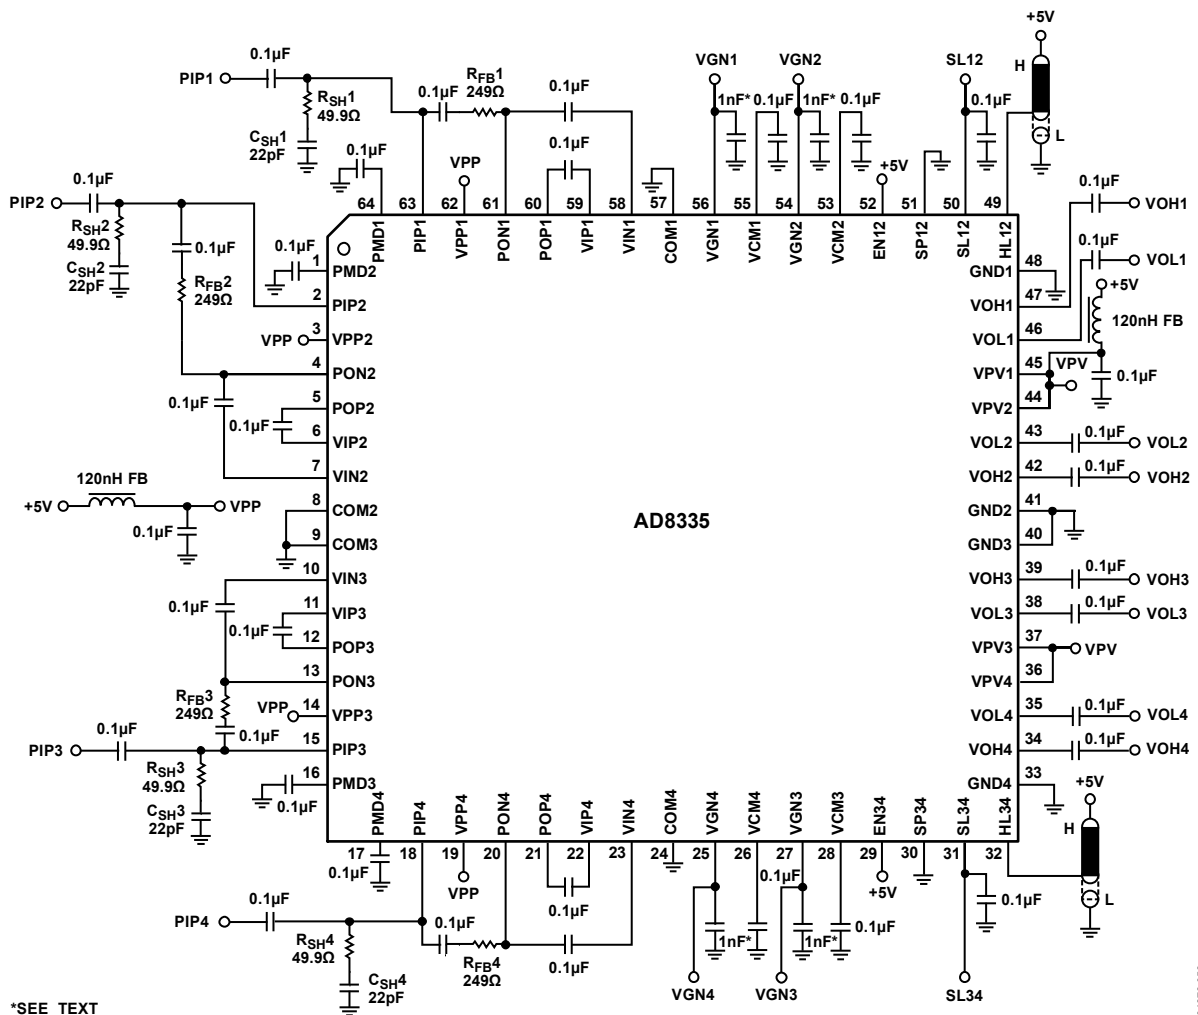 +5V
0.1µF
PIP1
0.1µF
RFB1
249Ω
0.1µF
VGN1
VGN2
SL12
H
L
RSH1
49.9Ω
CSH1
22pF
1nF*
0.1µF
1nF*
0.1µF
0.1µF
0.1µF
VPP
0.1µF
+5V
0.1µF
PIP2
RSH2
49.9Ω
CSH2
22pF
0.1µF
RFB2
249Ω
64 63 62 61 60 59 58 57 56 55 54 53 52 51 50 49
PMD1 PIP1 VPP1 PON1 POP1 VIP1 VIN1 COM1 VGN1 VCM1 VGN2 VCM2 EN12 SP12 SL12 HL12
0.1µF
VOH1
0.1µF
VOL1
+5V
120nH FB
VPV
0.1µF
0.1µF
1 PMD2
2 PIP2
VPP 3 VPP2
4 PON2
5 POP2
6 VIP2
7 VIN2
8 COM2
9 COM3
10 VIN3
11 VIP3
12 POP3
13 PON3
VPP 14 VPP3
15 PIP3
16 PMD3
0.1µF
0.1µF
120nH FB
+5V
VPP
0.1µF
AD8335
0.1µF
0.1µF
RFB3
249Ω
0.1µF
0.1µF
PIP3
RSH3
49.9Ω
CSH3
22pF
0.1µF
GND1 48
VOH1 47
VOL1 46
VPV1 45
VPV2 44
VOL2 43 0.1µF VOL2
VOH2 42 0.1µF VOH2
GND2 41
GND3 40
VOH3 39 0.1µF VOH3
VOL3 38 0.1µF VOL3
VPV3 37 VPV
VPV4 36
VOL4 35 0.1µF VOL4
VOH4 34 0.1µF VOH4
GND4 33
PMD4 PIP4 VPP4 PON4 POP4 VIP4 VIN4 COM4 VGN4 VCM4 VGN3 VCM3 EN34 SP34 SL34 HL34
17 18 19 20 21 22 23 24 25 26 27 28 29 30 31 32
+5V
H
L
0.1µF
VPP
0.1µF
0.1µF
+5V
0.1µF
0.1µF
PIP4
RSH4
49.9Ω
CSH4
22pF
0.1µF
RFB4
249Ω
0.1µF
1nF*
1nF*
0.1µF
VGN4
VGN3
SL34
*SEE TEXT